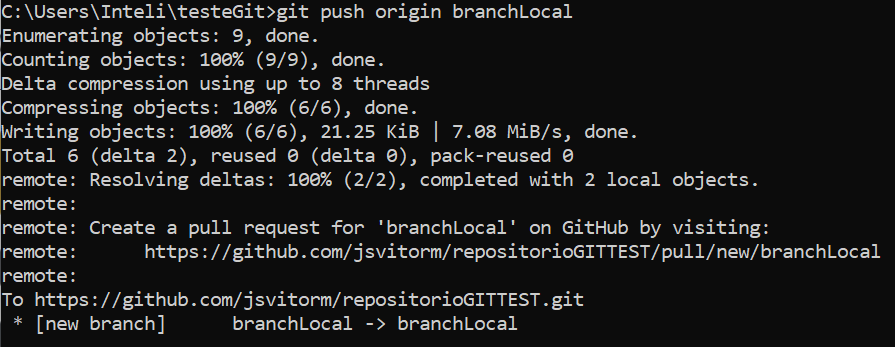 C:\Users\Inteli\testeGit>git push origin branchLocal
Enumerating objects: 9, done.
Counting objects: 100% (9/9), done.
Delta compression using up to 8 threads
Compressing objects: 100% (6/6), done.
Writing objects: 100% (6/6), 21.25 KiB | 7.08 MiB/s, done.
Total 6 (delta 2), reused 0 (delta 0), pack-reused 0
remote: Resolving deltas: 100% (2/2), completed with 2 local objects.
remote:
remote: Create a pull request for 'branchLocal' on GitHub by visiting:
remote:      https://github.com/jsvitorm/repositorioGITTEST/pull/new/branchLocal
remote:
To https://github.com/jsvitorm/repositorioGITTEST.git
 * [new branch]      branchLocal -> branchLocal